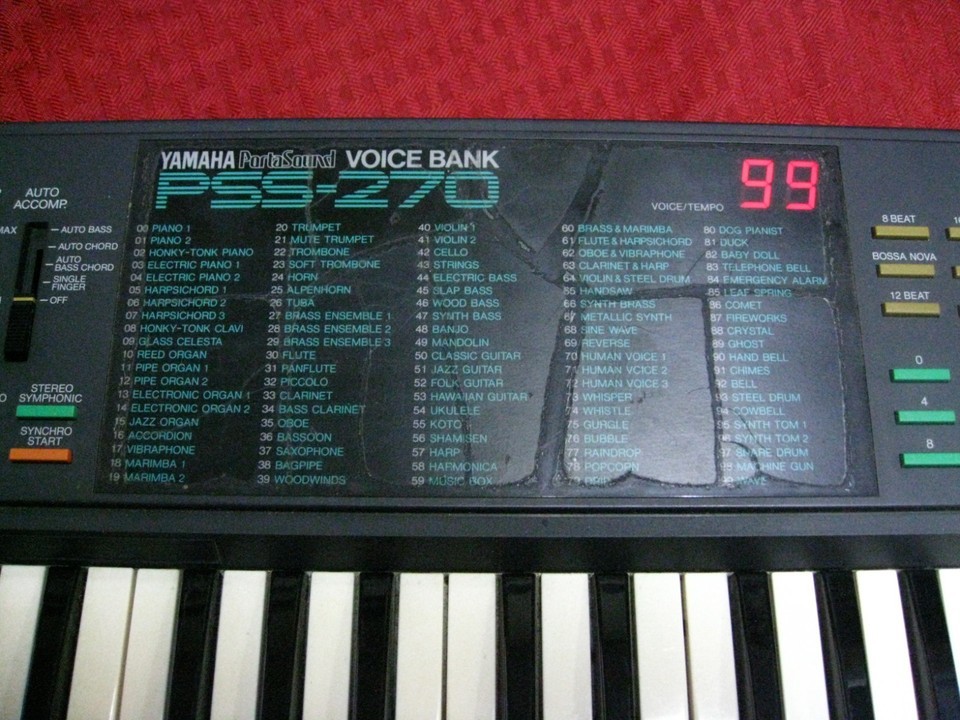 YAMAHA PortaSound VOICE BANK
PSS-270
VOICE/TEMPO
99
AUTO
ACCOMP.
MAX
AUTO BASS
AUTO CHORD
AUTO
BASS CHORD
SINGLE
FINGER
OFF
STEREO
SYMPHONIC
SYNCHRO
START
00 PIANO 1
01 PIANO 2
02 HONKY-TONK PIANO
03 ELECTRIC PIANO 1
04 ELECTRIC PIANO 2
05 HARPSICHORD 1
06 HARPSICHORD 2
07 HARPSICHORD 3
08 HONKY-TONK CLAVI
09 GLASS CELESTA
10 REED ORGAN
11 PIPE ORGAN 1
12 PIPE ORGAN 2
13 ELECTRONIC ORGAN 1
14 ELECTRONIC ORGAN 2
15 JAZZ ORGAN
16 ACCORDION
17 VIBRAPHONE
18 MARIMBA 1
19 MARIMBA 2
20 TRUMPET
21 MUTE TRUMPET
22 TROMBONE
23 SOFT TROMBONE
24 HORN
25 ALPENHORN
26 TUBA
27 BRASS ENSEMBLE 1
28 BRASS ENSEMBLE 2
29 BRASS ENSEMBLE 3
30 FLUTE
31 PANFLUTE
32 PICCOLO
33 CLARINET
34 BASS CLARINET
35 OBOE
36 BASSOON
37 SAXOPHONE
38 BAGPIPE
39 WOODWINDS
40 VIOLIN 1
41 VIOLIN 2
42 CELLO
43 STRINGS
44 ELECTRIC BASS
45 SLAP BASS
46 WOOD BASS
47 SYNTH BASS
48 BANJO
49 MANDOLIN
50 CLASSIC GUITAR
51 JAZZ GUITAR
52 FOLK GUITAR
53 HAWAIIAN GUITAR
54 UKULELE
55 KOTO
56 SHAMISEN
57 HARP
58 HARMONICA
59 MUSIC BOX
60 BRASS & MARIMBA
61 FLUTE & HARPSICHORD
62 OBOE & VIBRAPHONE
63 CLARINET & HARP
64 VIOLIN & STEEL DRUM
65 HANDSAW
66 SYNTH BRASS
67 METALLIC SYNTH
68 SINE WAVE
69 REVERSE
70 HUMAN VOICE 1
71 HUMAN VOICE 2
72 HUMAN VOICE 3
73 WHISPER
74 WHISTLE
75 GURGLE
76 BUBBLE
77 RAINDROP
78 POPCORN
79 DRIP
80 DOG PIANIST
81 DUCK
82 BABY DOLL
83 TELEPHONE BELL
84 EMERGENCY ALARM
85 LEAF SPRING
86 COMET
87 FIREWORKS
88 CRYSTAL
89 GHOST
90 HAND BELL
91 CHIMES
92 BELL
93 STEEL DRUM
94 COWBELL
95 SYNTH TOM 1
96 SYNTH TOM 2
97 SNARE DRUM
98 MACHINE GUN
99 WAVE
8 BEAT
BOSSA NOVA
12 BEAT
0
4
8